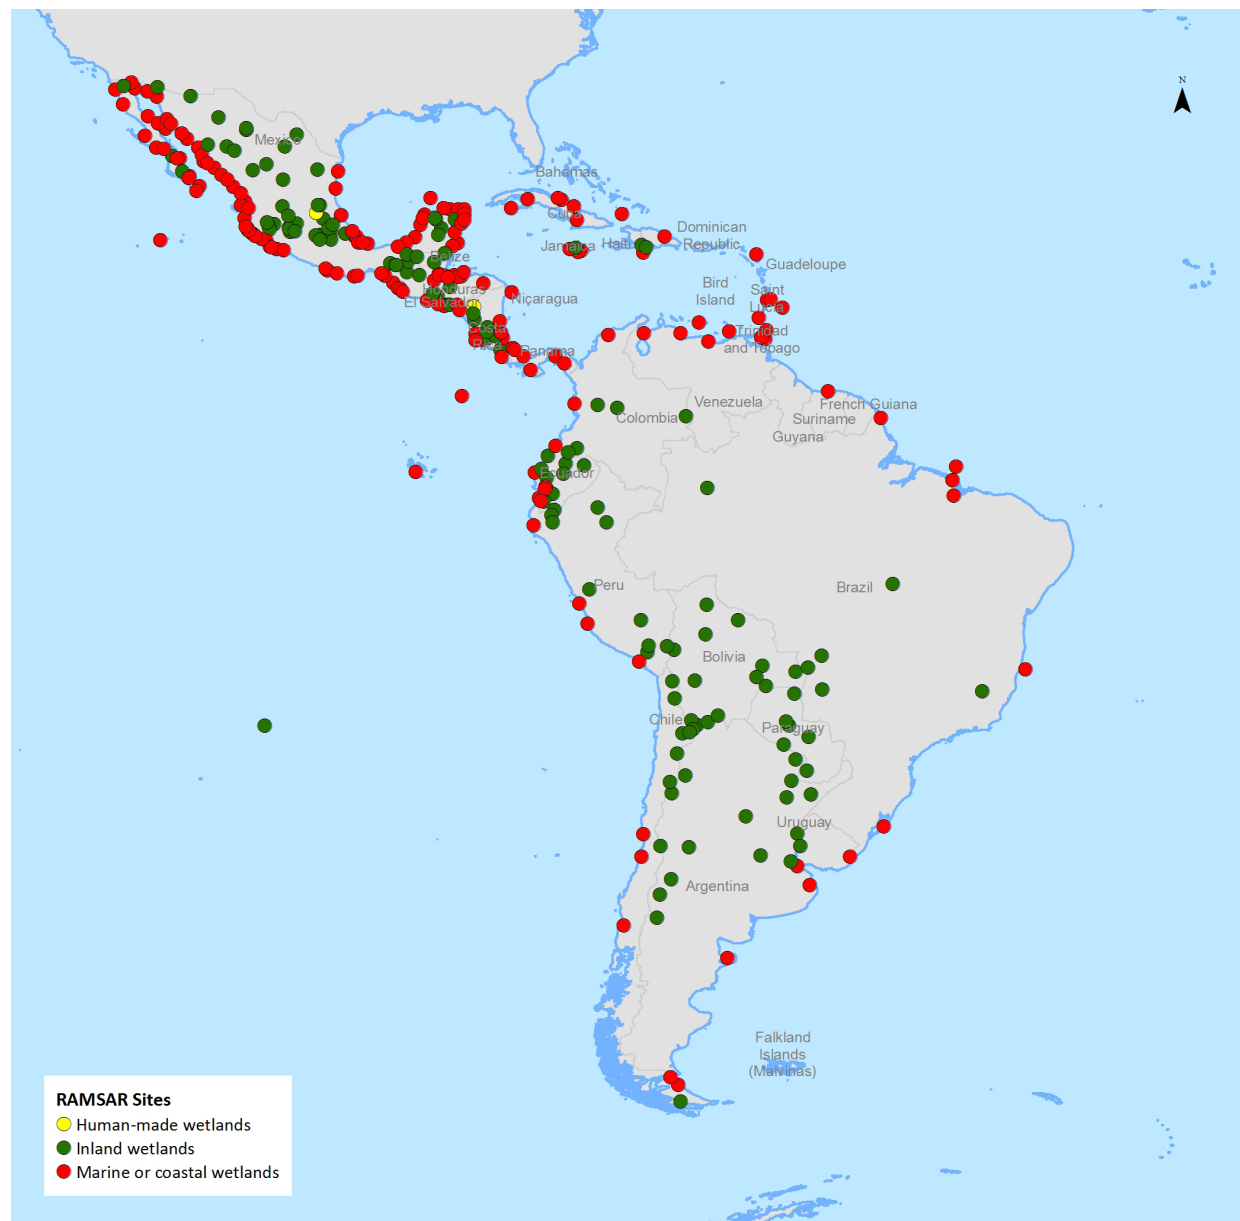 N
Mexico
Bahamas
Cuba
Jamaica
Haiti
Dominican
Republic
Guadeloupe
Belize
Honduras
El Salvador
Nicaragua
Bird
Island
Saint
Lucia
Costa
Rica
Panama
Trinidad
and Tobago
Venezuela
Colombia
French Guiana
Suriname
Guyana
Ecuador
Peru
Brazil
Bolivia
Chile
Paraguay
Uruguay
Argentina
Falkland
Islands
(Malvinas)
RAMSAR Sites
Human-made wetlands
Inland wetlands
Marine or coastal wetlands